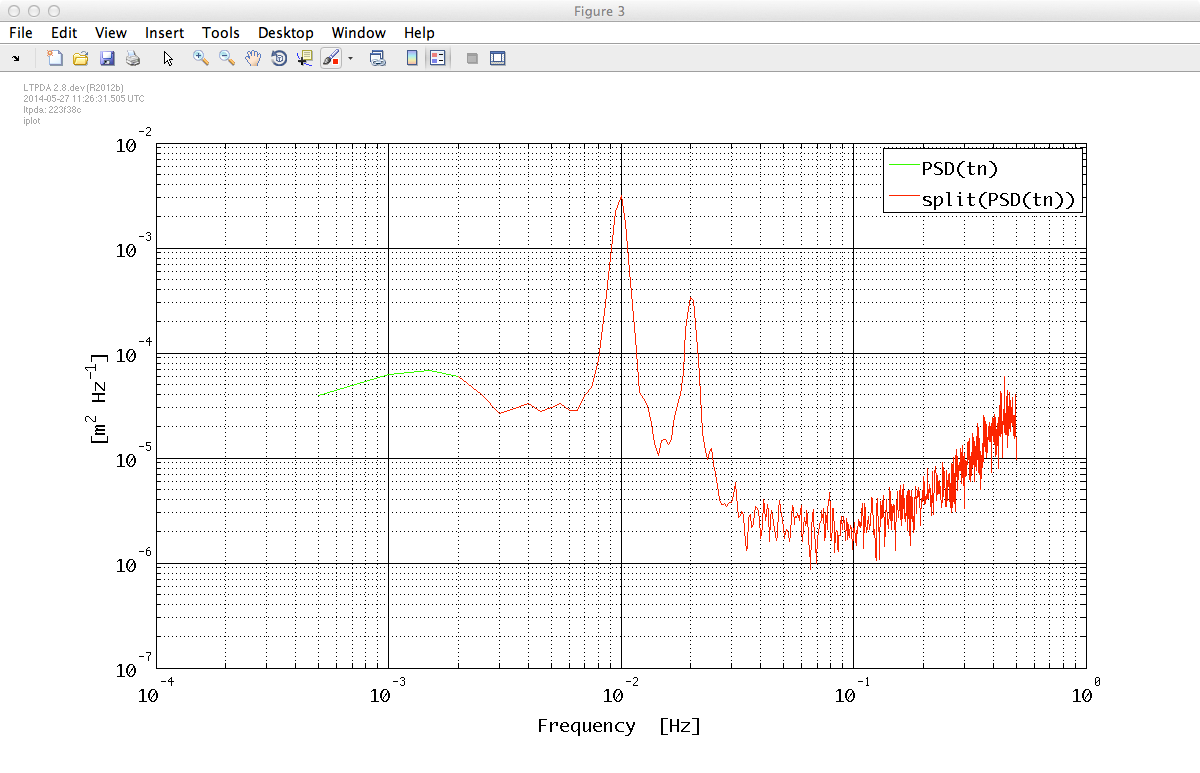 Figure 3
File Edit View Insert Tools Desktop Window Help
LTPDA 2.8.dev (R2012b)
2014-05-27 11:26:31.505 UTC
ltpda: 223f38c
iplot
PSD(tn)
split(PSD(tn))
10^-2
10^-3
10^-4
10^-5
10^-6
10^-7
[m^2 Hz^-1]
10^-4 10^-3 10^-2 10^-1 10^0
Frequency [Hz]